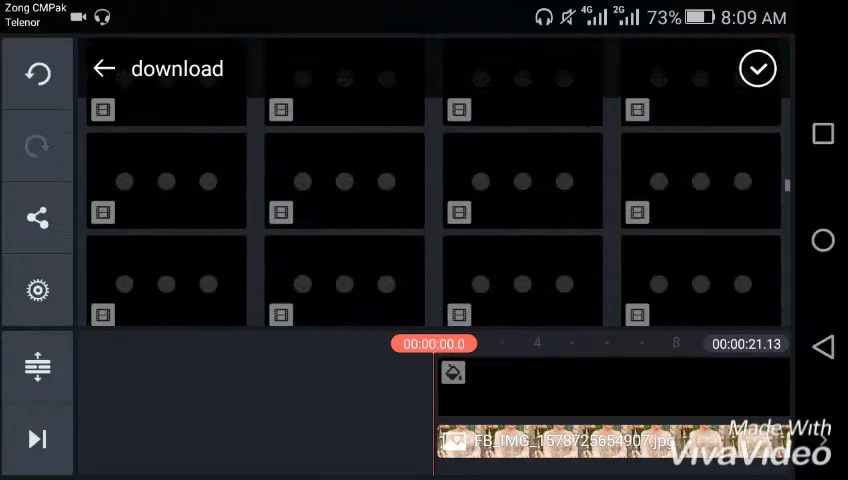 Zong CMPak
Telenor
4G
2G
73%
8:09 AM
download
00:00:00.0
4
8
00:00:21.13
FB_IMG_1578725654907.jpg
Made With
VivaVideo